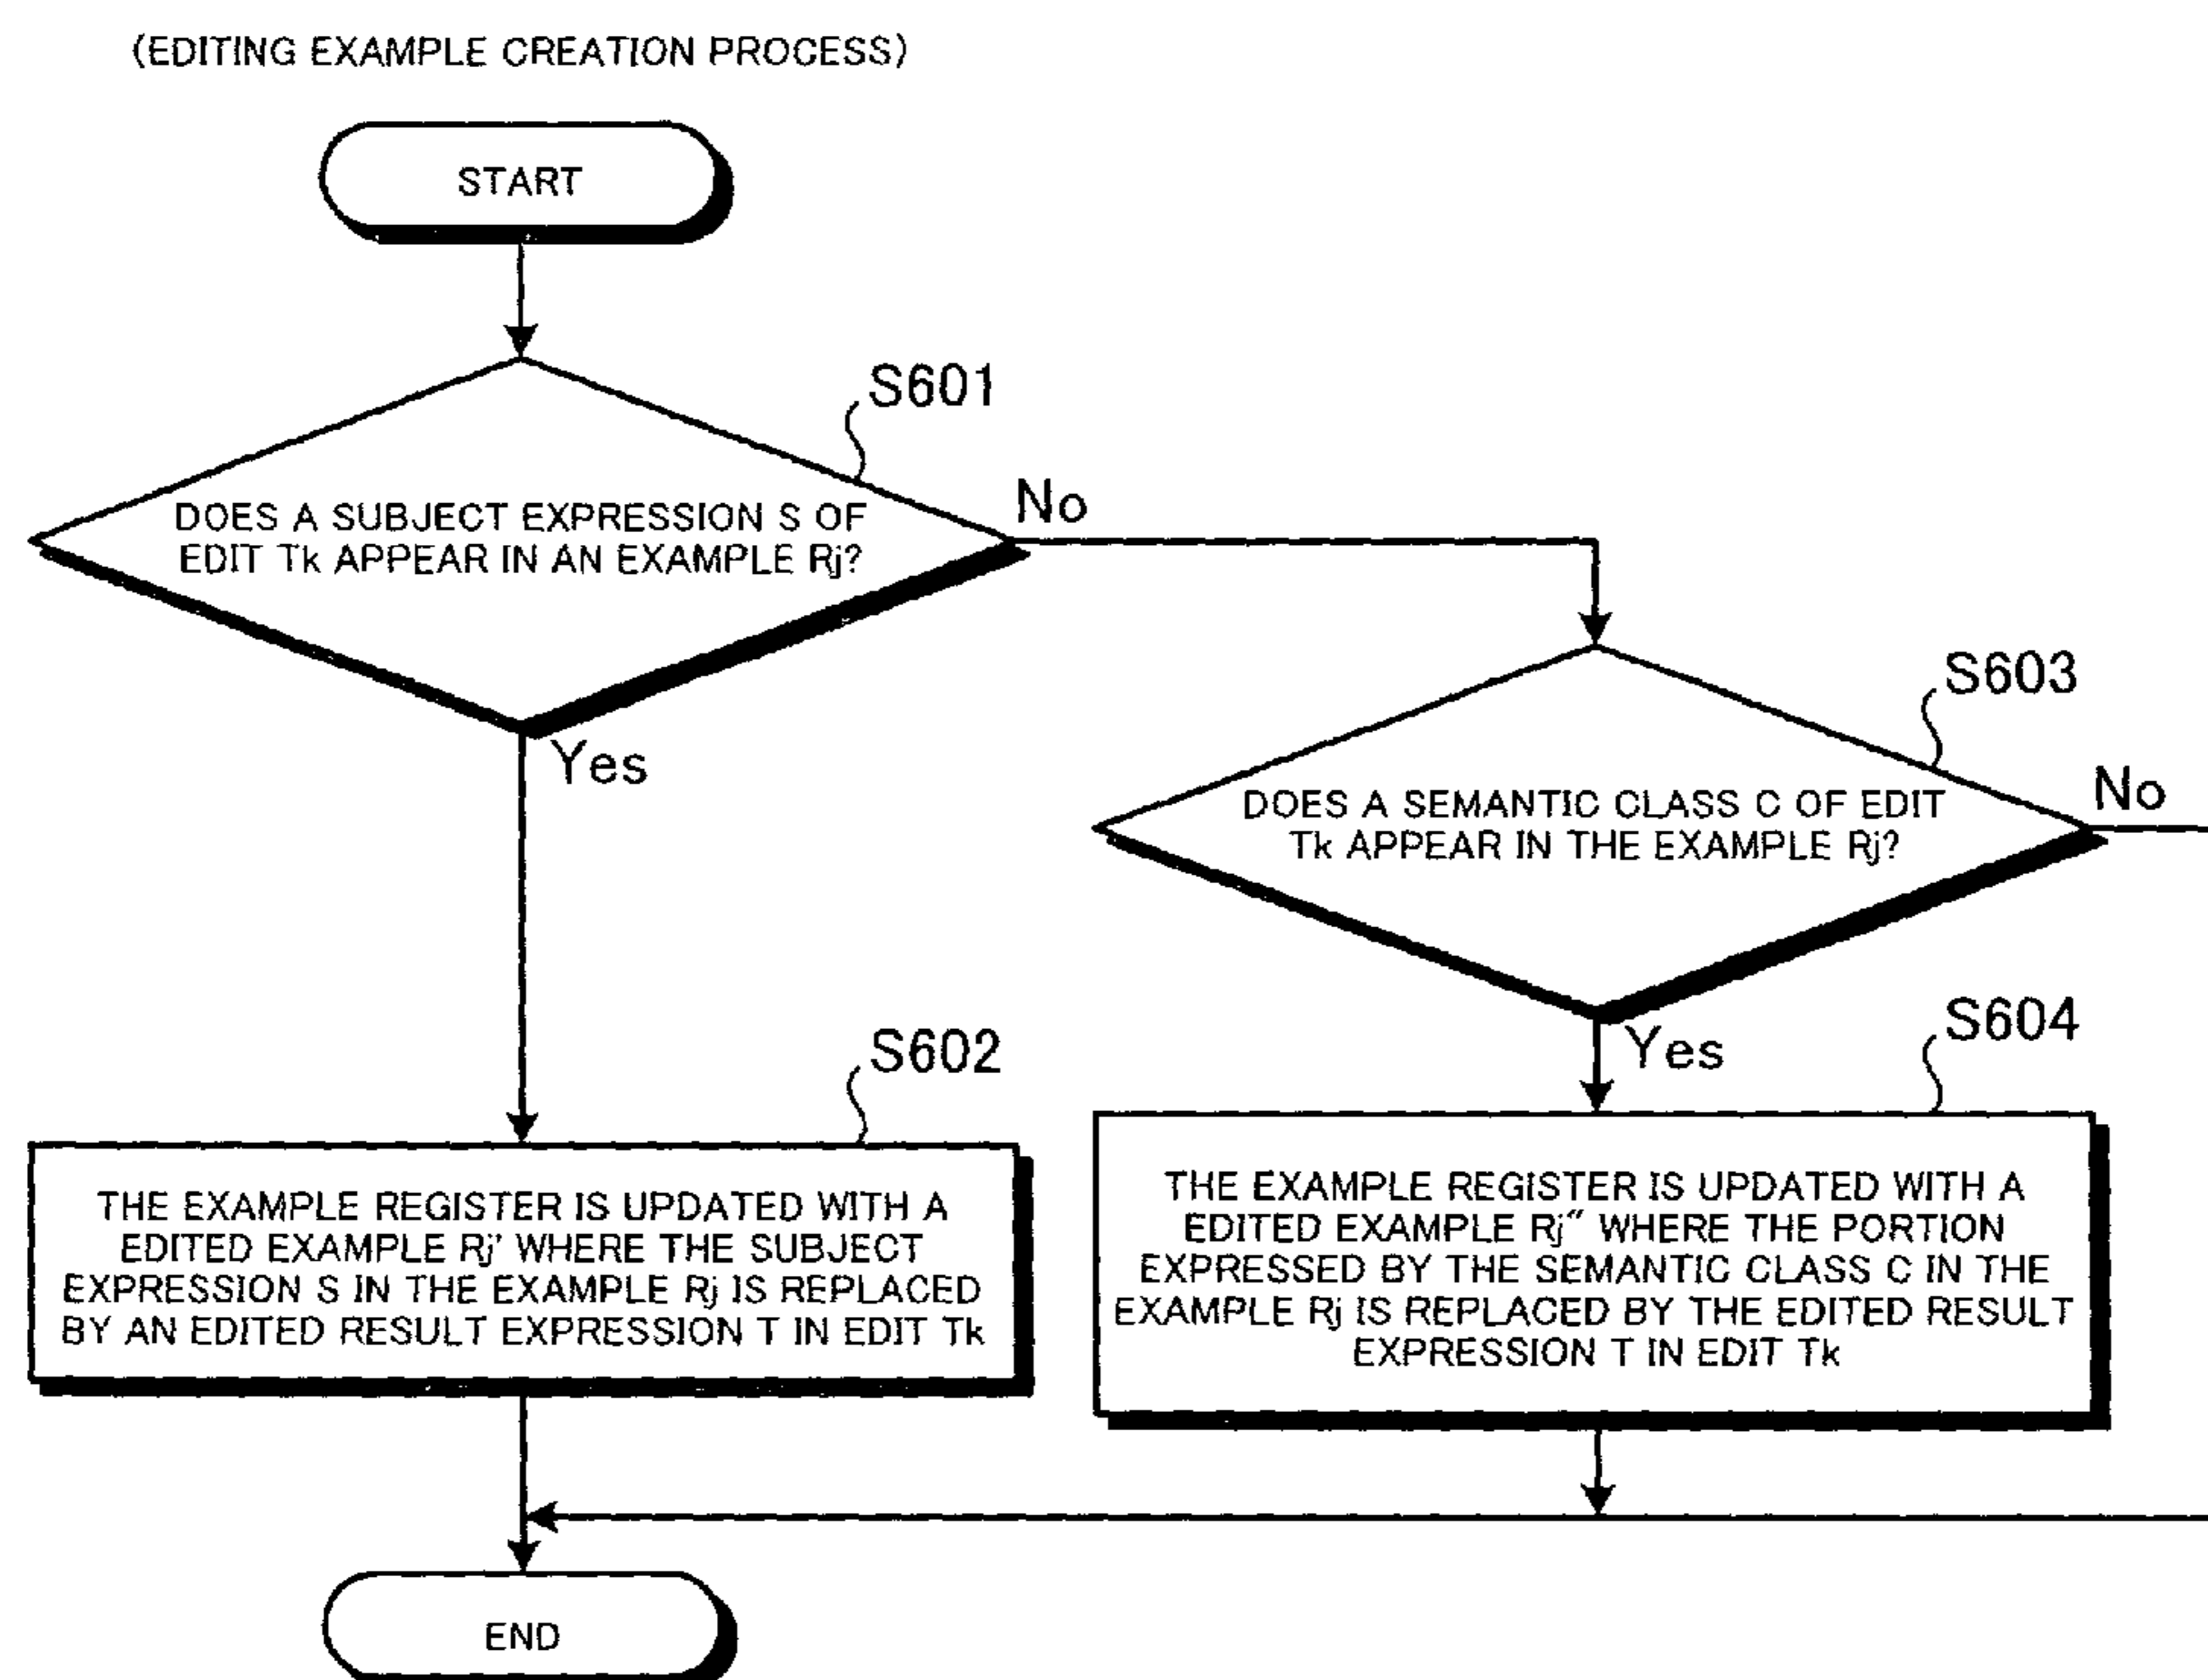 (EDITING EXAMPLE CREATION PROCESS)
START
S601
DOES A SUBJECT EXPRESSION S OF
EDIT Tk APPEAR IN AN EXAMPLE Rj?
No
Yes
S603
DOES A SEMANTIC CLASS C OF EDIT
Tk APPEAR IN THE EXAMPLE Rj?
No
Yes
S602
THE EXAMPLE REGISTER IS UPDATED WITH A
EDITED EXAMPLE Rj' WHERE THE SUBJECT
EXPRESSION S IN THE EXAMPLE Rj IS REPLACED
BY AN EDITED RESULT EXPRESSION T IN EDIT Tk
S604
THE EXAMPLE REGISTER IS UPDATED WITH A
EDITED EXAMPLE Rj" WHERE THE PORTION
EXPRESSED BY THE SEMANTIC CLASS C IN THE
EXAMPLE Rj IS REPLACED BY THE EDITED RESULT
EXPRESSION T IN EDIT Tk
END